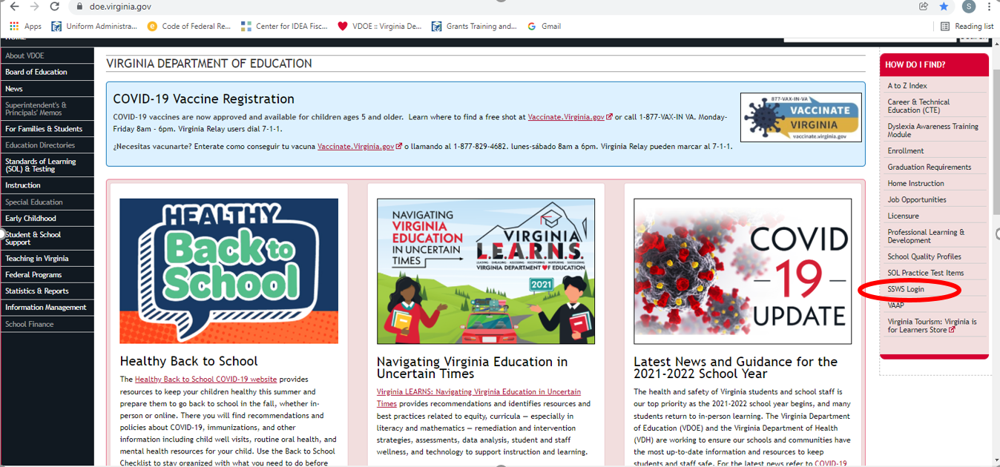 doe.virginia.gov
S
Apps
Uniform Administra...
Code of Federal Re...
Center for IDEA Fisc...
VDOE :: Virginia De...
Grants Training and...
Gmail
Reading list
About VDOE
Board of Education
News
Superintendent's &
Principals' Memos
For Families & Students
Education Directories
Standards of Learning
(SOL) & Testing
Instruction
Special Education
Early Childhood
Student & School
Support
Teaching in Virginia
Federal Programs
Statistics & Reports
Information Management
School Finance
VIRGINIA DEPARTMENT OF EDUCATION
COVID-19 Vaccine Registration
COVID-19 vaccines are now approved and available for children ages 5 and older. Learn where to find a free shot at Vaccinate.Virginia.gov or call 1-877-VAX-IN VA. Monday-
Friday 8am - 6pm. Virginia Relay users dial 7-1-1.
¿Necesitas vacunarte? Enterate como conseguir tu vacuna Vaccinate.Virginia.gov o llamando al 1-877-829-4682. lunes-sábado 8am a 6pm. Virginia Relay pueden marcar al 7-1-1.
877-VAX-IN-VA
VACCINATE
VIRGINIA
vaccinate.virginia.gov
HEALTHY
Back to
School
Healthy Back to School
The Healthy Back to School COVID-19 website provides
resources to keep your children healthy this summer and
prepare them to go back to school in the fall, whether in-
person or online. There you will find recommendations and
policies about COVID-19, immunizations, and other
information including child well visits, routine oral health, and
mental health resources for your child. Use the Back to School
Checklist to stay organized with what you need to do before
NAVIGATING
VIRGINIA
EDUCATION
IN UNCERTAIN
TIMES
VIRGINIA
L.E.A.R.N.S.
VIRGINIA DEPARTMENT OF EDUCATION
2021
Navigating Virginia Education in
Uncertain Times
Virginia LEARNS: Navigating Virginia Education in Uncertain
Times provides recommendations and identifies resources and
best practices related to equity, curricula — especially in
literacy and mathematics — remediation and intervention
strategies, assessments, data analysis, student and staff
wellness, and technology to support instruction and learning.
COVID
-19-
UPDATE
Latest News and Guidance for the
2021-2022 School Year
The health and safety of Virginia students and school staff is
our top priority as the 2021-2022 school year begins, and many
students return to in-person learning. The Virginia Department
of Education (VDOE) and the Virginia Department of Health
(VDH) are working to ensure our schools and communities have
the most up-to-date information and resources to keep
students and staff safe. For the latest news refer to COVID-19
HOW DO I FIND?
A to Z Index
Career & Technical
Education (CTE)
Dyslexia Awareness Training
Module
Enrollment
Graduation Requirements
Home Instruction
Job Opportunities
Licensure
Professional Learning &
Development
School Quality Profiles
SOL Practice Test Items
SSWS Login
VAAP
Virginia Tourism: Virginia is
for Learners Store